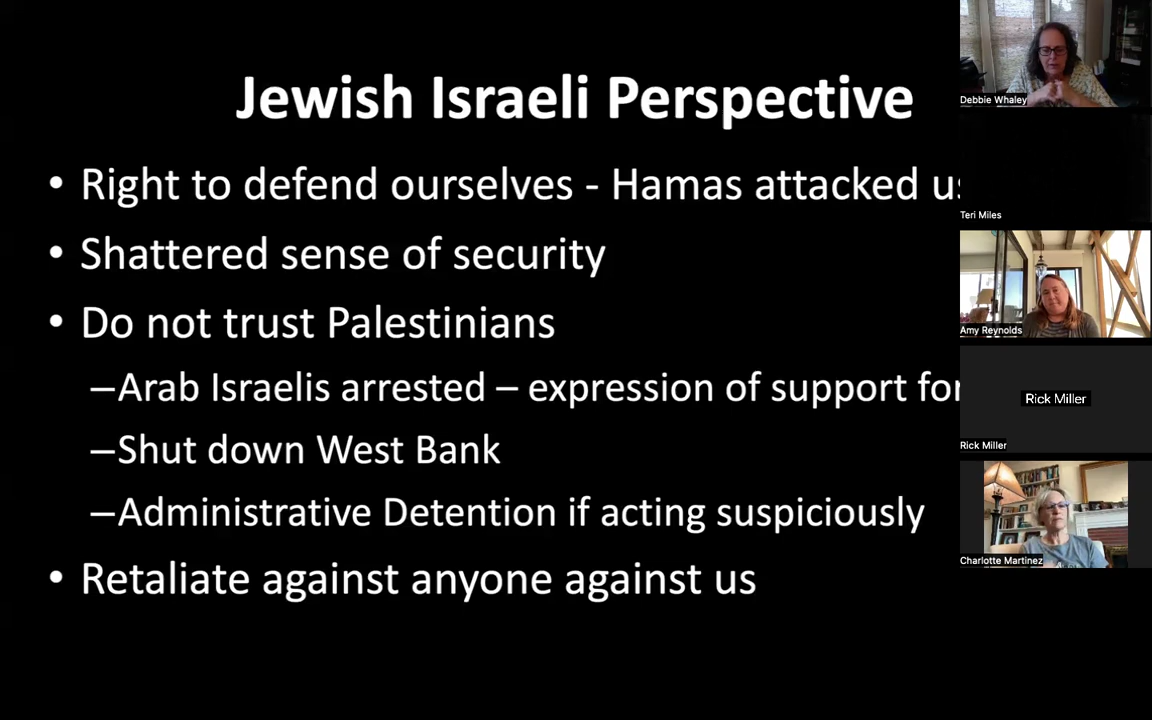 Jewish Israeli Perspective
• Right to defend ourselves - Hamas attacked us
• Shattered sense of security
• Do not trust Palestinians
–Arab Israelis arrested – expression of support for
–Shut down West Bank
–Administrative Detention if acting suspiciously
• Retaliate against anyone against us
Debbie Whaley
Teri Miles
Amy Reynolds
Rick Miller
Rick Miller
Charlotte Martinez